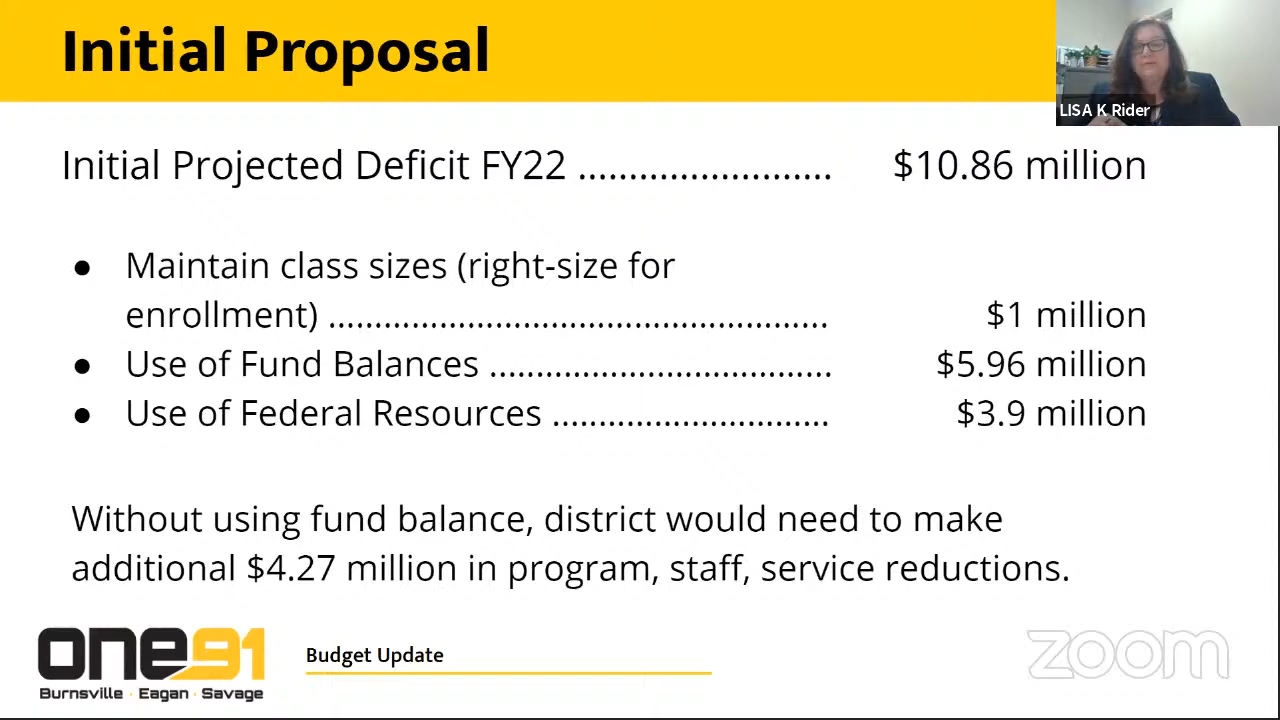 Initial Proposal
LISA K Rider
Initial Projected Deficit FY22 ......................... $10.86 million
● Maintain class sizes (right-size for
enrollment) ...................................................... $1 million
● Use of Fund Balances ..................................... $5.96 million
● Use of Federal Resources .............................. $3.9 million
Without using fund balance, district would need to make
additional $4.27 million in program, staff, service reductions.
one91
Burnsville · Eagan · Savage
Budget Update
zoom